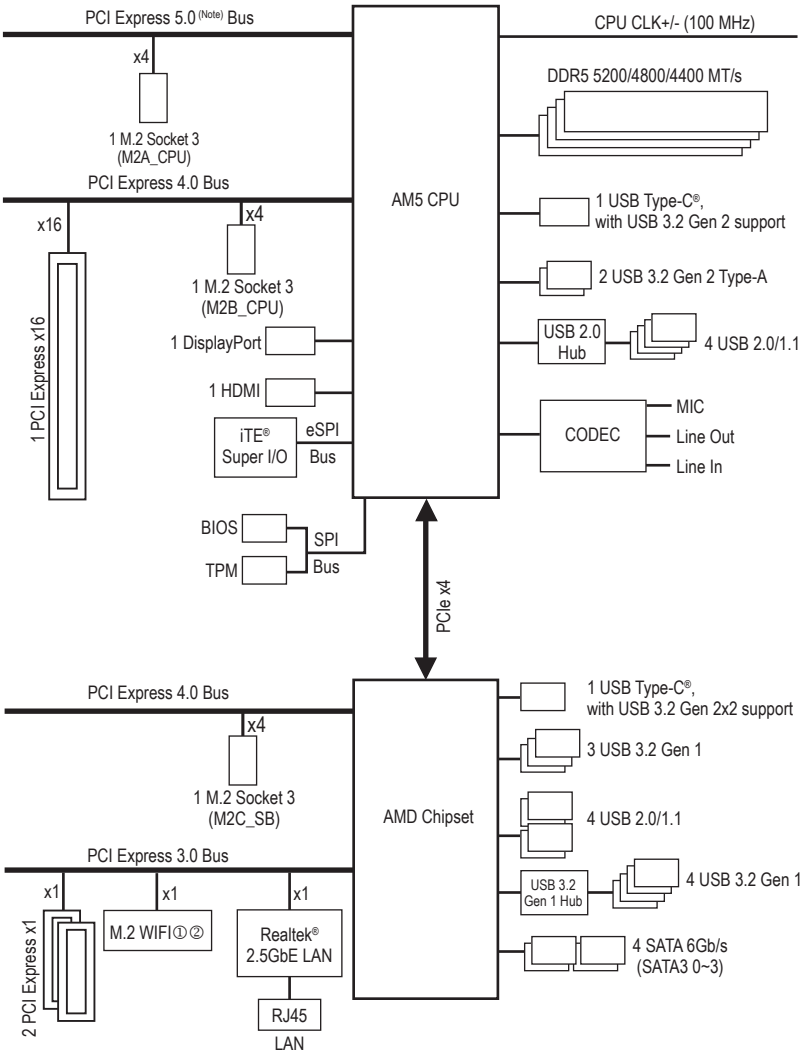 PCI Express 5.0 (Note) Bus
CPU CLK+/- (100 MHz)
x4
DDR5 5200/4800/4400 MT/s
1 M.2 Socket 3
(M2A_CPU)
PCI Express 4.0 Bus
AM5 CPU
1 USB Type-C®,
with USB 3.2 Gen 2 support
x16
x4
1 M.2 Socket 3
(M2B_CPU)
2 USB 3.2 Gen 2 Type-A
1 DisplayPort
USB 2.0
Hub
4 USB 2.0/1.1
1 PCI Express x16
1 HDMI
iTE®
Super I/O
eSPI
Bus
CODEC
MIC
Line Out
Line In
BIOS
TPM
SPI
Bus
PCIe x4
PCI Express 4.0 Bus
1 USB Type-C®,
with USB 3.2 Gen 2x2 support
x4
1 M.2 Socket 3
(M2C_SB)
3 USB 3.2 Gen 1
AMD Chipset
4 USB 2.0/1.1
PCI Express 3.0 Bus
USB 3.2
Gen 1 Hub
4 USB 3.2 Gen 1
x1
x1
x1
2 PCI Express x1
M.2 WIFI①②
Realtek®
2.5GbE LAN
4 SATA 6Gb/s
(SATA3 0~3)
RJ45
LAN